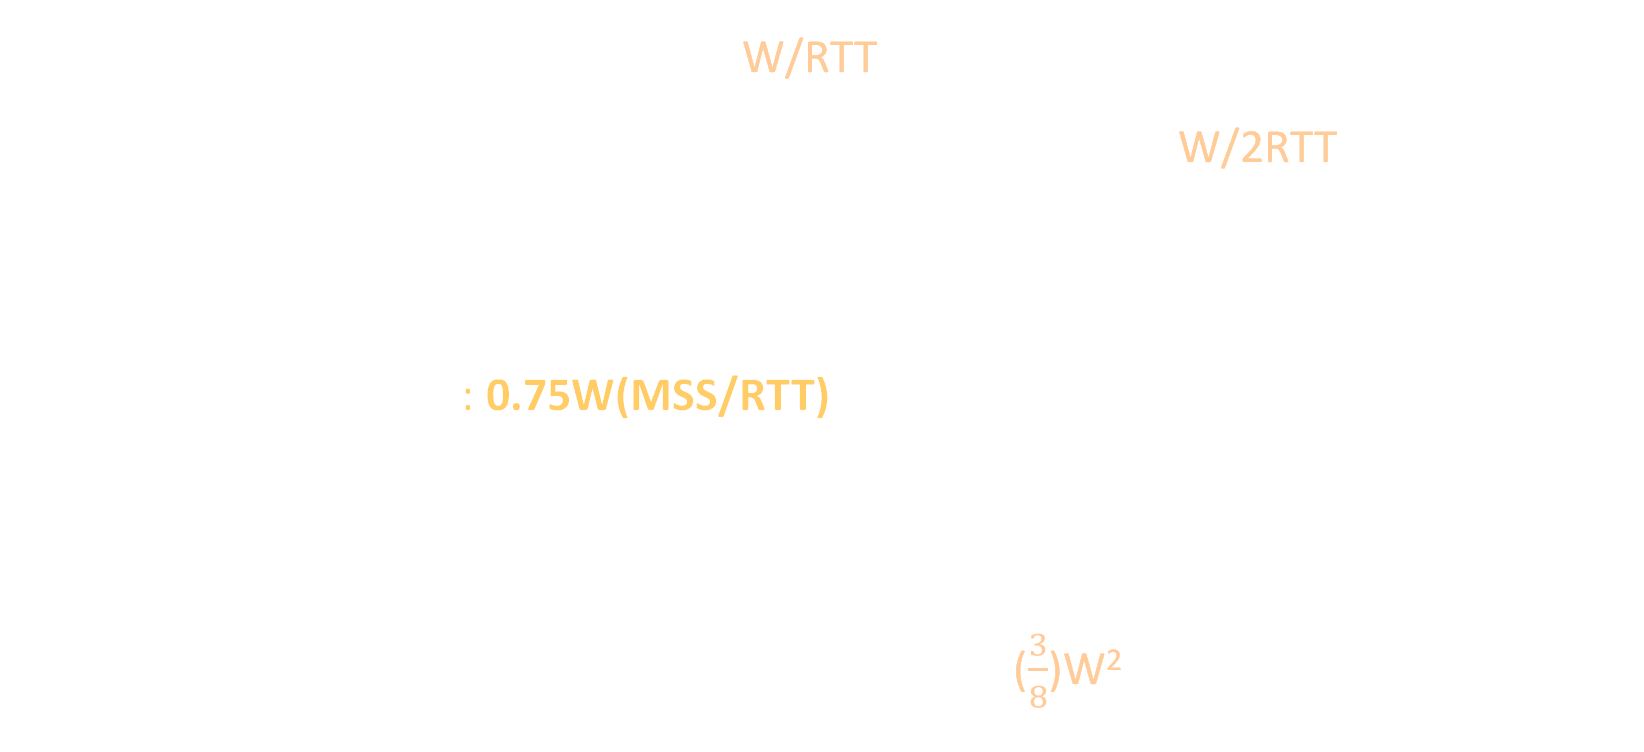 W/RTT
W/2RTT
: 0.75W(MSS/RTT)
(3/8)W²